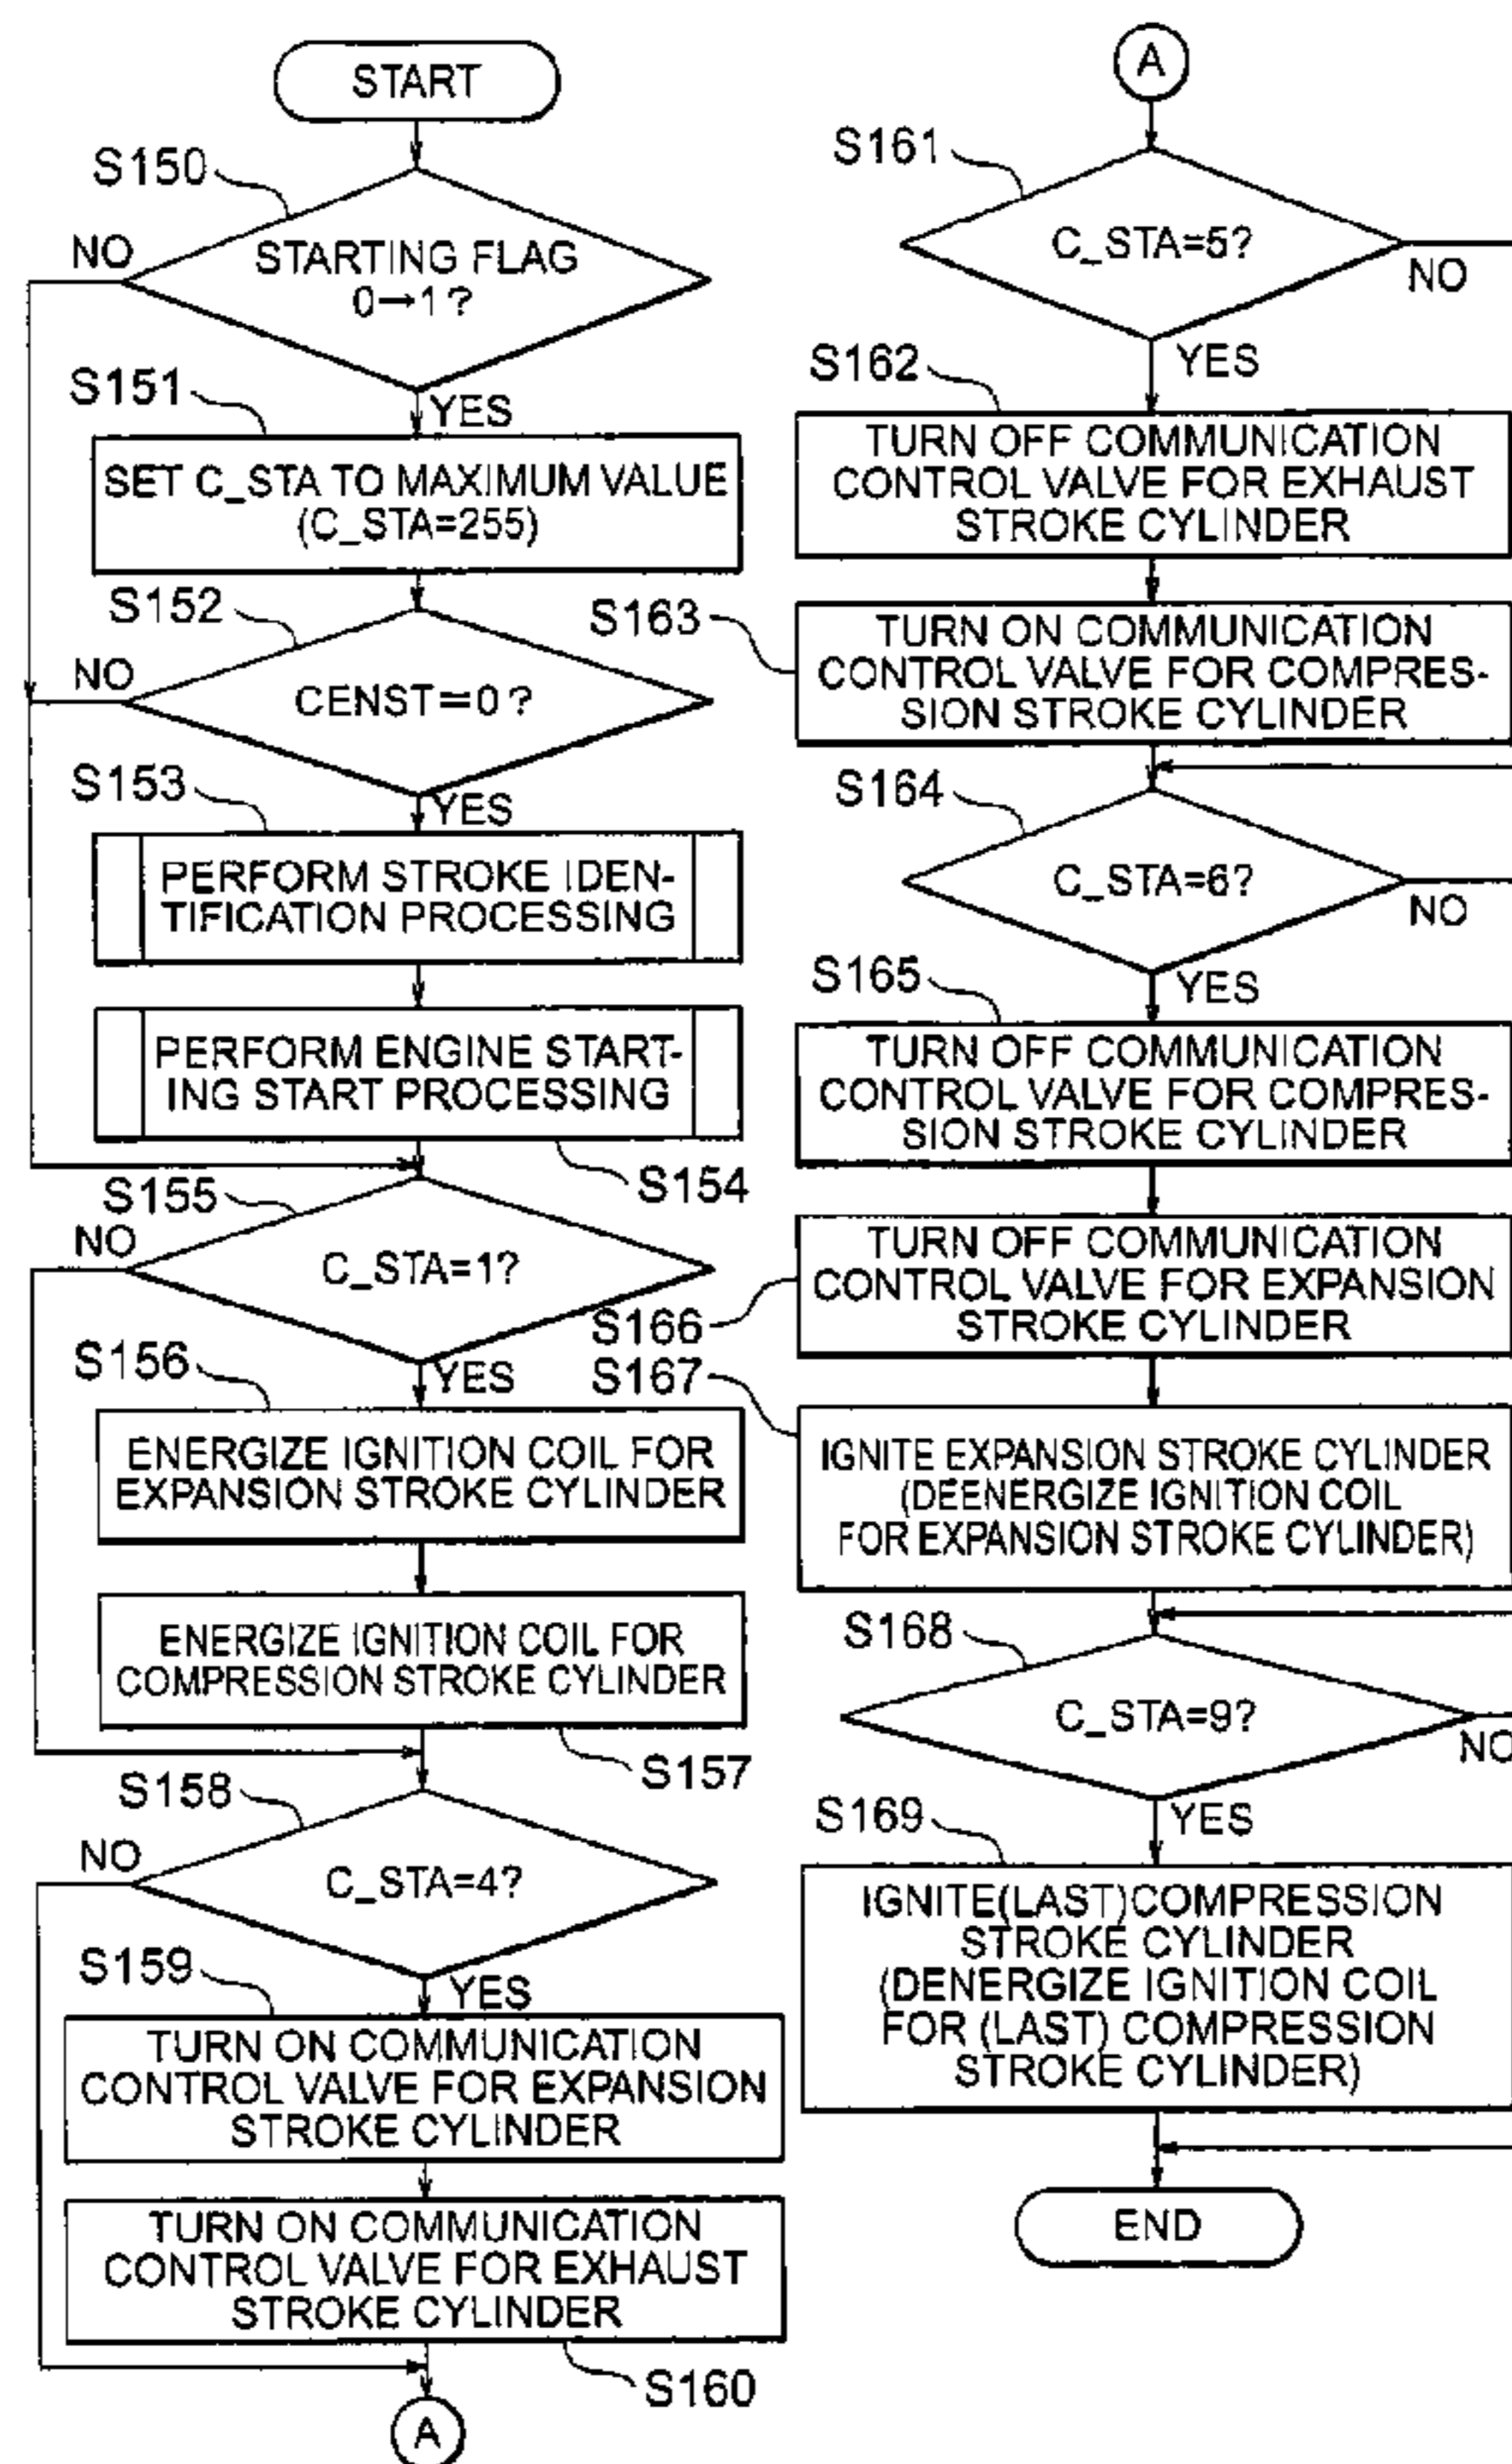 START
S150
NO
STARTING FLAG
0→1?
S151
YES
SET C_STA TO MAXIMUM VALUE
(C_STA=255)
S152
NO
CENST=0?
S153
YES
PERFORM STROKE IDEN-
TIFICATION PROCESSING
PERFORM ENGINE START-
ING START PROCESSING
S154
S155
NO
C_STA=1?
S156
YES
ENERGIZE IGNITION COIL FOR
EXPANSION STROKE CYLINDER
ENERGIZE IGNITION COIL FOR
COMPRESSION STROKE CYLINDER
S157
S158
NO
C_STA=4?
S159
YES
TURN ON COMMUNICATION
CONTROL VALVE FOR EXPANSION
STROKE CYLINDER
TURN ON COMMUNICATION
CONTROL VALVE FOR EXHAUST
STROKE CYLINDER
S160
A
A
S161
C_STA=5?
NO
S162
YES
TURN OFF COMMUNICATION
CONTROL VALVE FOR EXHAUST
STROKE CYLINDER
S163
TURN ON COMMUNICATION
CONTROL VALVE FOR COMPRES-
SION STROKE CYLINDER
S164
C_STA=6?
NO
S165
YES
TURN OFF COMMUNICATION
CONTROL VALVE FOR COMPRES-
SION STROKE CYLINDER
S166
TURN OFF COMMUNICATION
CONTROL VALVE FOR EXPANSION
STROKE CYLINDER
S167
IGNITE EXPANSION STROKE CYLINDER
(DEENERGIZE IGNITION COIL
FOR EXPANSION STROKE CYLINDER)
S168
C_STA=9?
NO
S169
YES
IGNITE(LAST)COMPRESSION
STROKE CYLINDER
(DENERGIZE IGNITION COIL
FOR (LAST) COMPRESSION
STROKE CYLINDER)
END